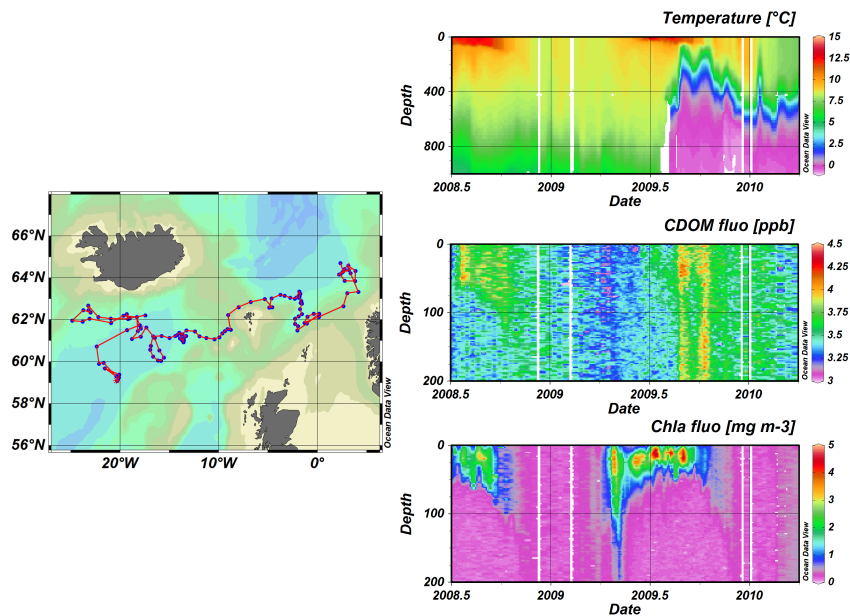 Temperature [°C]
0
400
800
Depth
2008.5
2009
2009.5
2010
Date
15
12.5
10
7.5
5
2.5
0
Ocean Data View
66°N
64°N
62°N
60°N
58°N
56°N
20°W
10°W
0°
Ocean Data View
CDOM fluo [ppb]
0
100
200
Depth
2008.5
2009
2009.5
2010
Date
4.5
4.25
4
3.75
3.5
3.25
3
Ocean Data View
Chla fluo [mg m-3]
0
100
200
Depth
2008.5
2009
2009.5
2010
Date
5
4
3
2
1
0
Ocean Data View